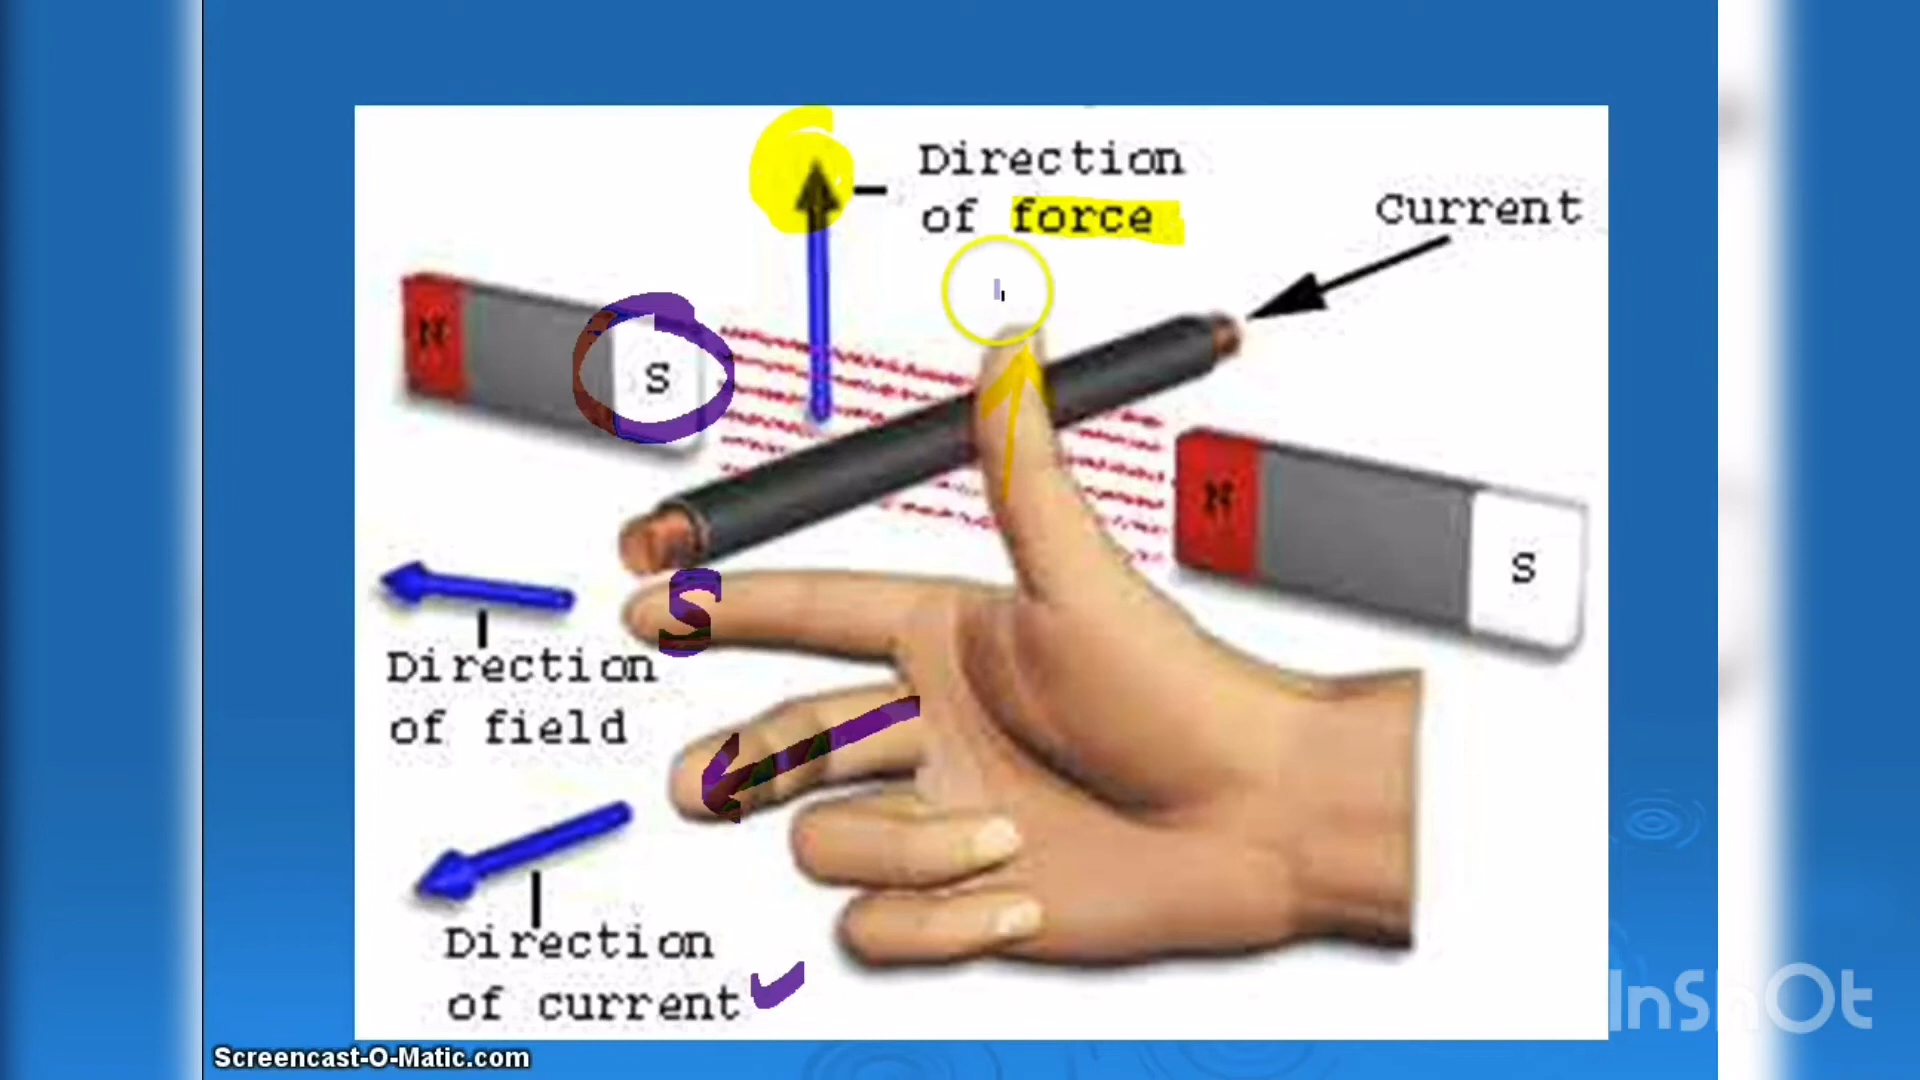 Direction
of force
Current
N
S
N
S
S
Direction
of field
Direction
of current
InShOt
Screencast-O-Matic.com